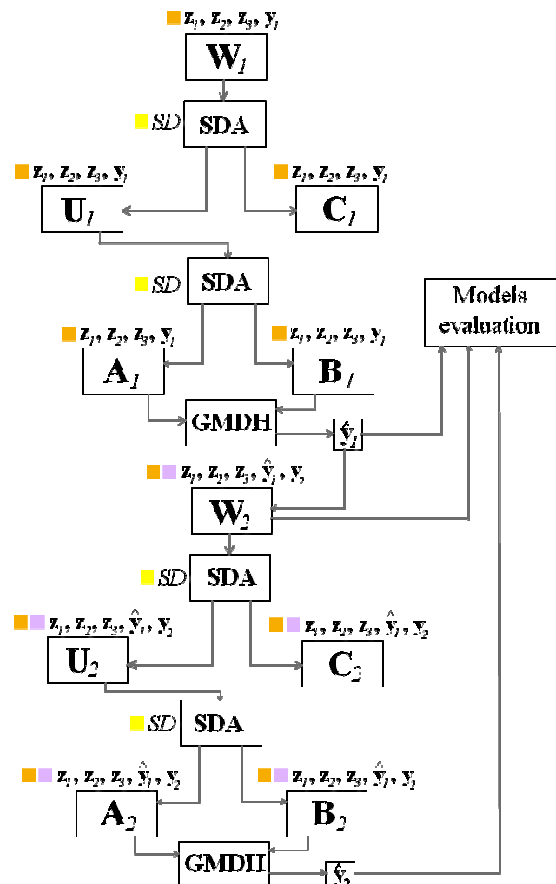 z1, z2, z3, y1
W1
SD SDA
z1, z2, z3, y1 z1, z2, z3, y1
U1 C1
SD SDA
Models
evaluation
z1, z2, z3, y1 z1, z2, z3, y1
A1 B1
GMDH ŷ1
z1, z2, z3, ŷ1, y2
W2
SD SDA
z1, z2, z3, ŷ1, y2 z1, z2, z3, ŷ1, y2
U2 C2
SD SDA
z1, z2, z3, ŷ1, y2 z1, z2, z3, ŷ1, y2
A2 B2
GMDH ŷ2